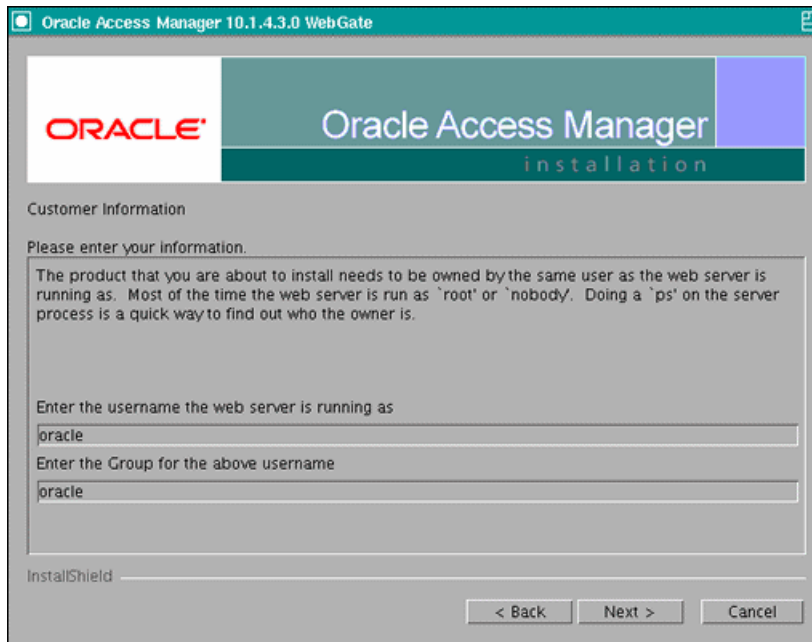 Oracle Access Manager 10.1.4.3.0 WebGate
ORACLE®
Oracle Access Manager
installation
Customer Information
Please enter your information.
The product that you are about to install needs to be owned by the same user as the web server is
running as. Most of the time the web server is run as `root' or `nobody'. Doing a `ps' on the server
process is a quick way to find out who the owner is.
Enter the username the web server is running as
oracle
Enter the Group for the above username
oracle
InstallShield
< Back Next > Cancel